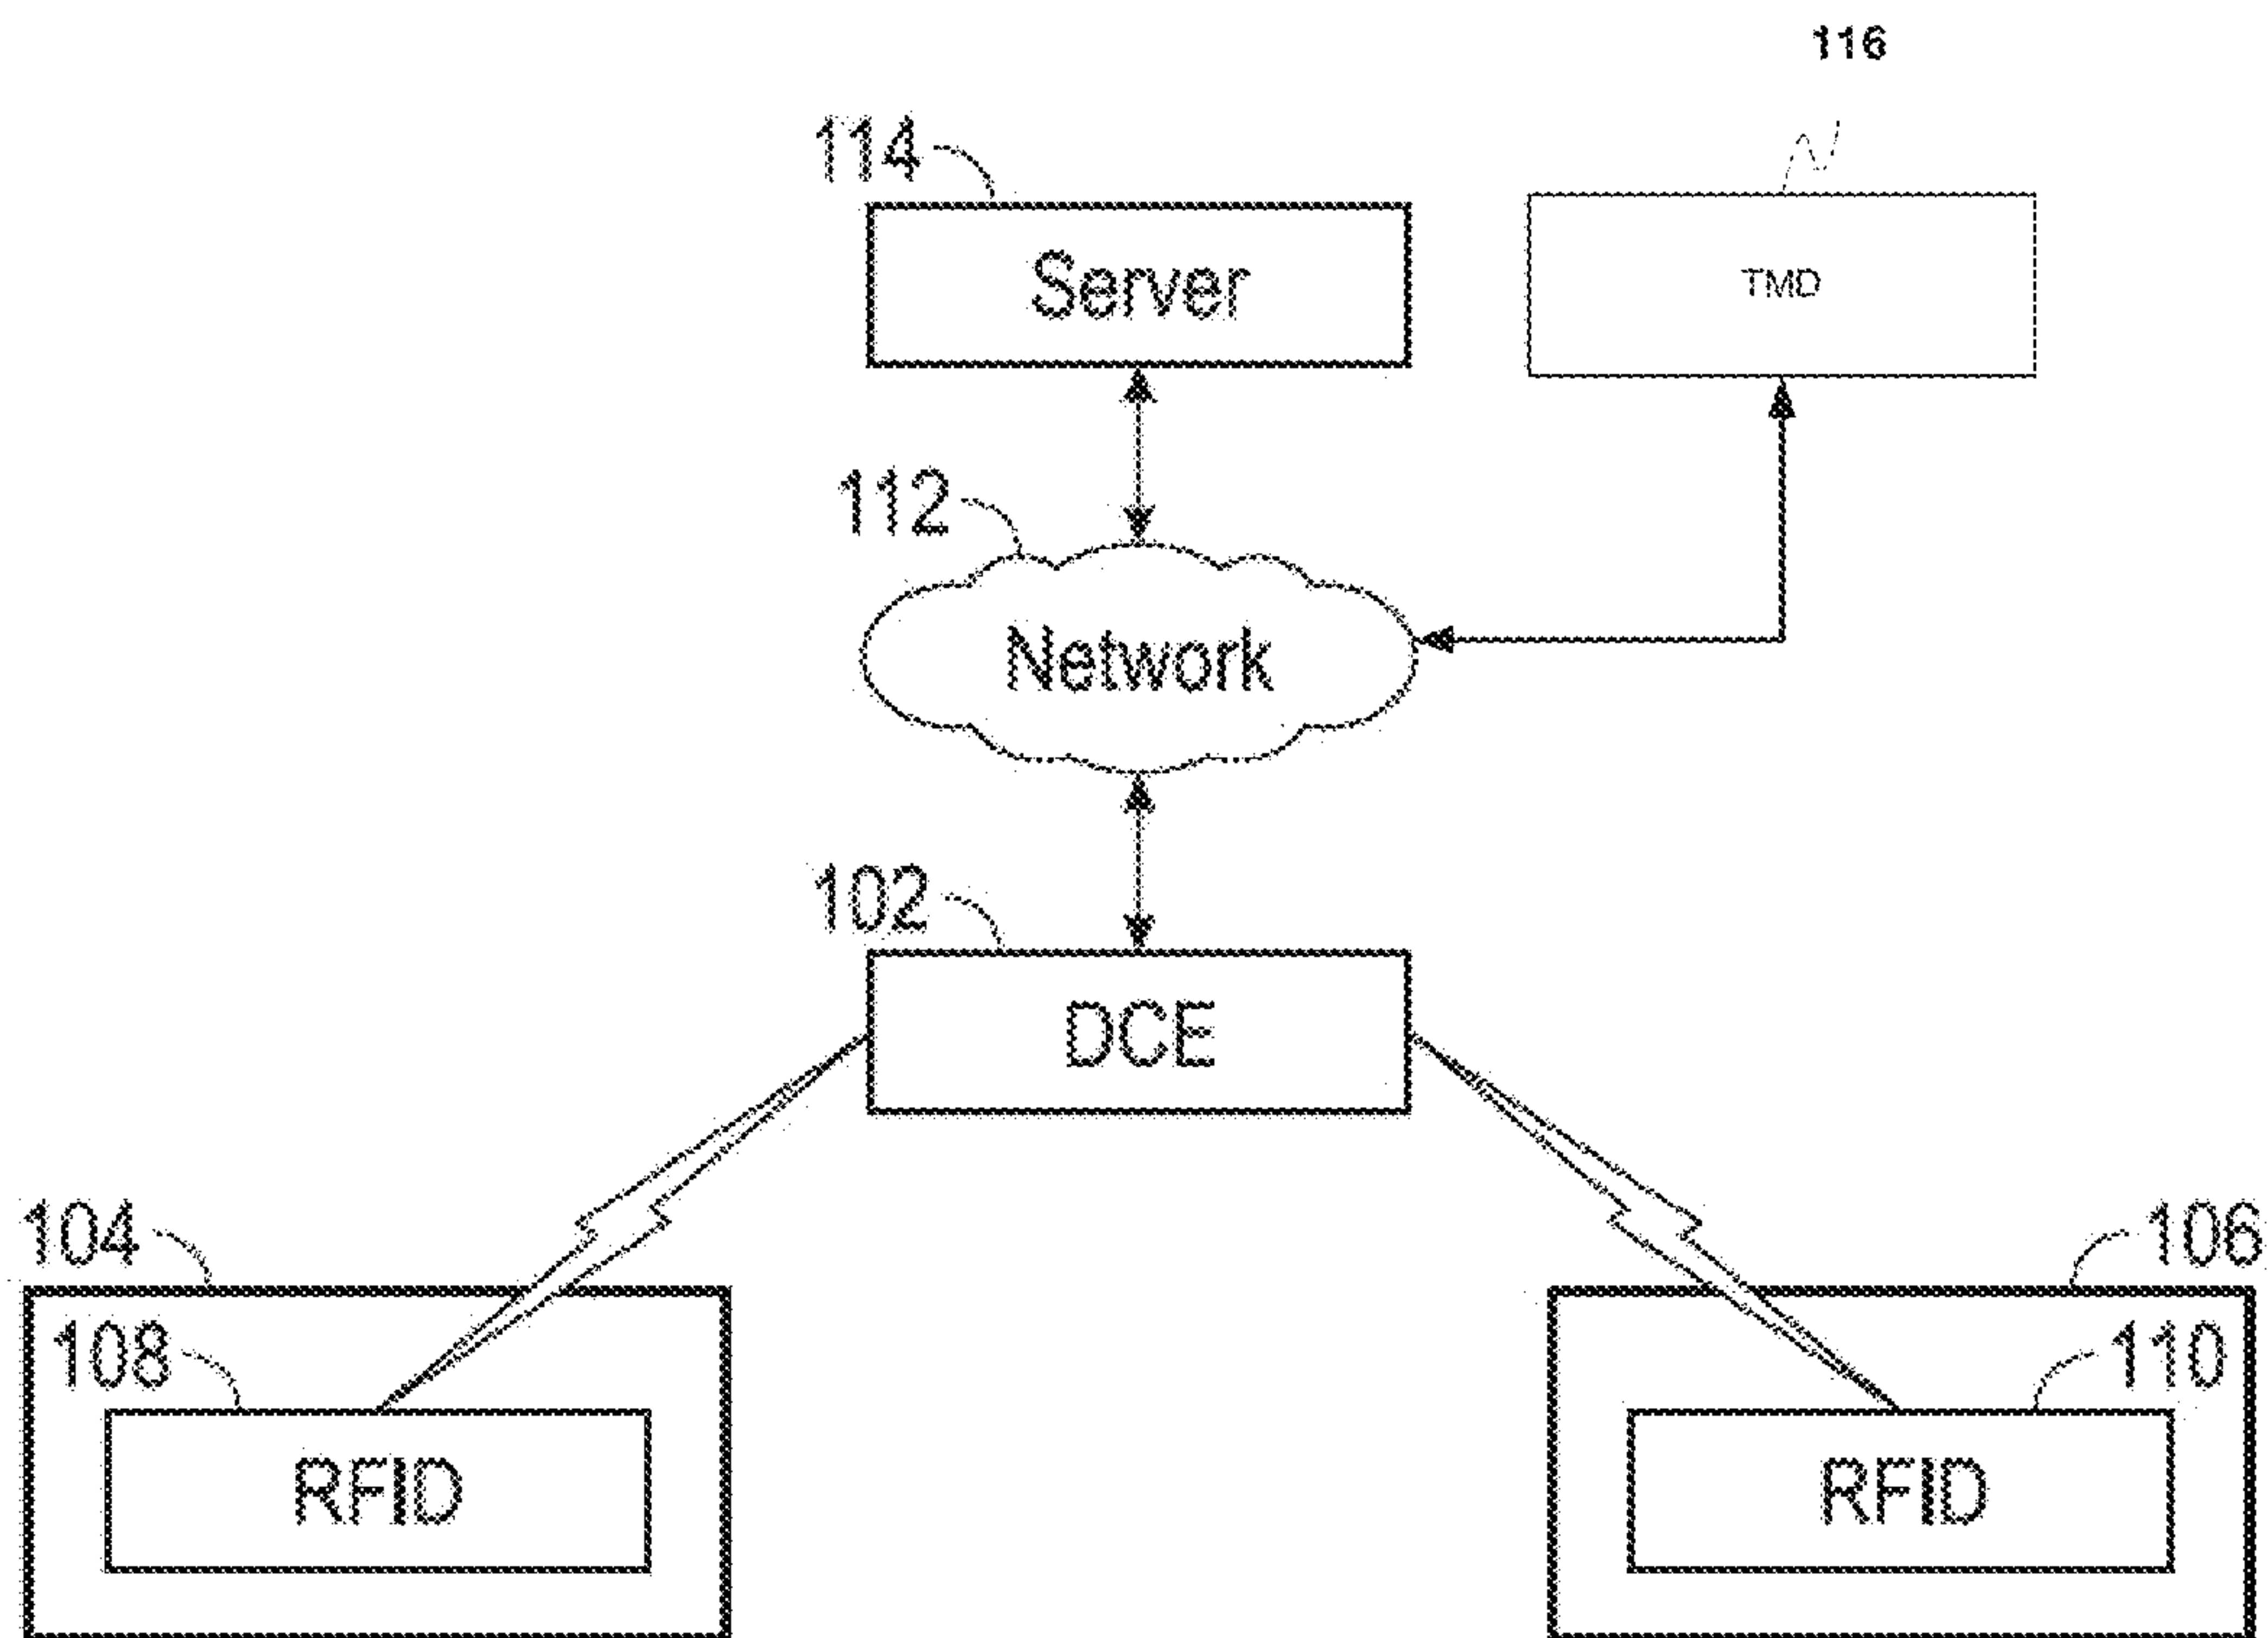 116
114
Server
TMD
112
Network
102
DCE
104
106
108
110
RFID
RFID